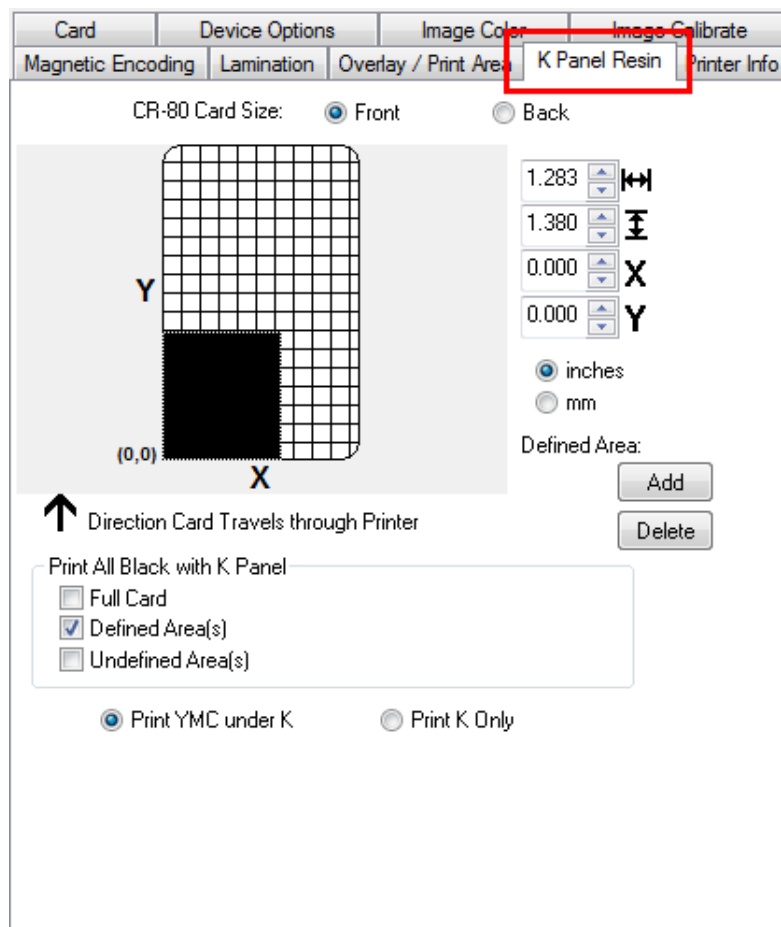 Card Device Options Image Color Image Calibrate
Magnetic Encoding Lamination Overlay / Print Area K Panel Resin Printer Info
CR-80 Card Size: Front Back
1.283
1.380
0.000 X
0.000 Y
Y
inches
mm
(0,0)
X
Defined Area:
Add
Direction Card Travels through Printer
Delete
Print All Black with K Panel
Full Card
Defined Area(s)
Undefined Area(s)
Print YMC under K Print K Only